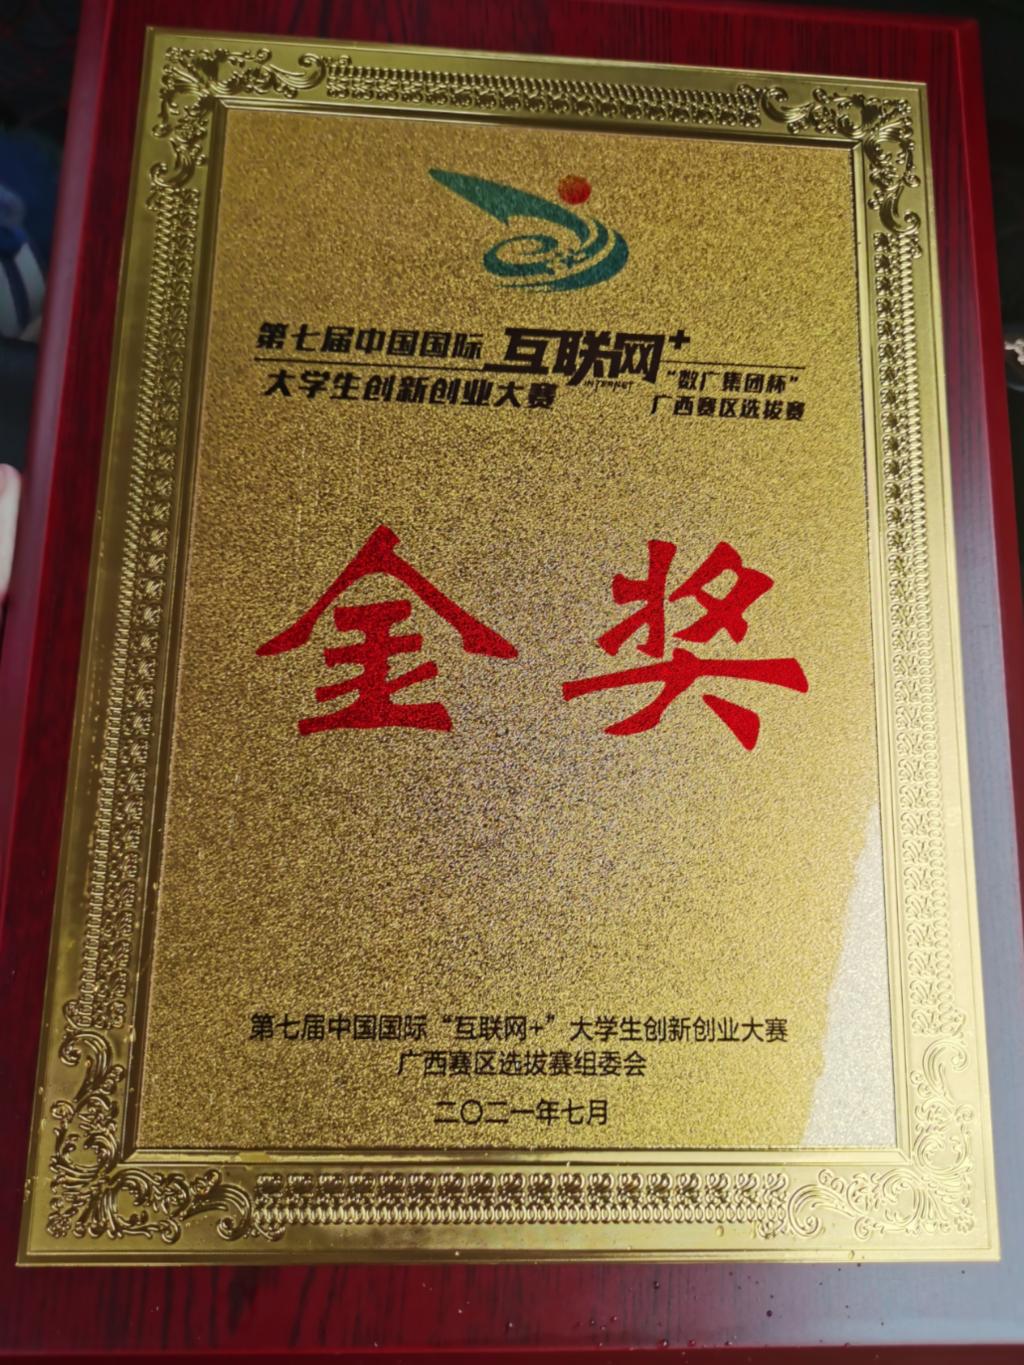 第七届中国国际 互联网+
INTERNET
大学生创新创业大赛
"数广集团杯"
广西赛区选拔赛
金奖
第七届中国国际“互联网+”大学生创新创业大赛
广西赛区选拔赛组委会
二〇二一年七月